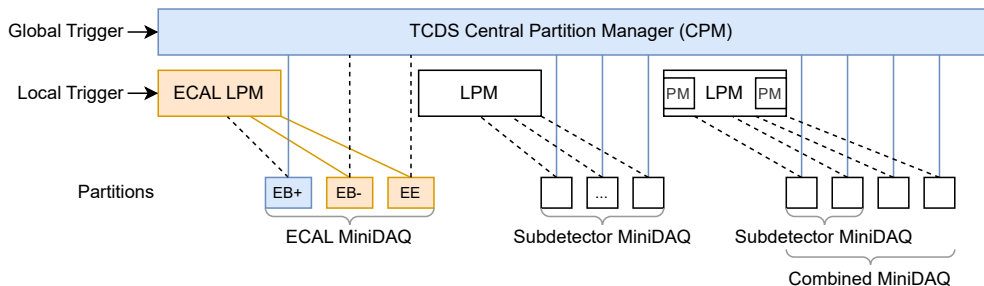 Global Trigger
TCDS Central Partition Manager (CPM)
Local Trigger
ECAL LPM
LPM
PM
LPM
PM
Partitions
EB+
EB-
EE
...
ECAL MiniDAQ
Subdetector MiniDAQ
Subdetector MiniDAQ
Combined MiniDAQ